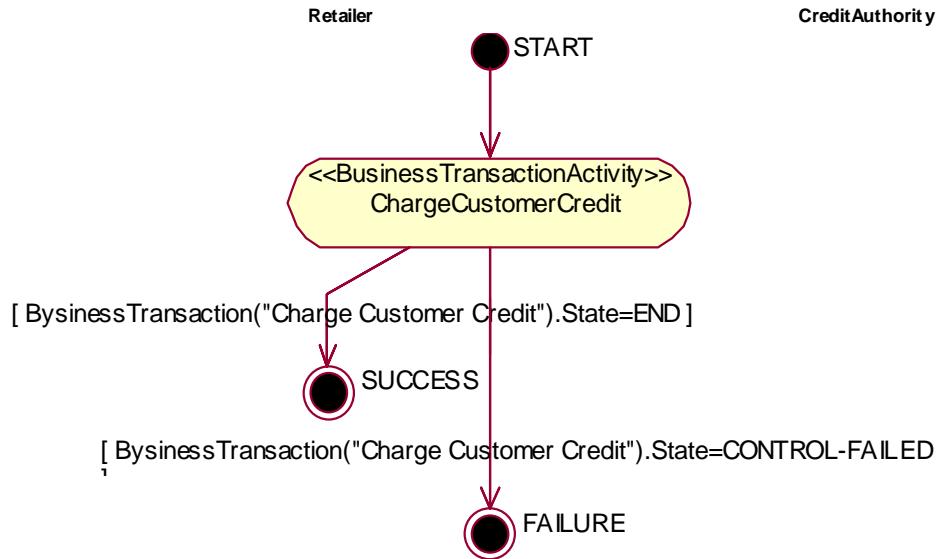 Retailer
CreditAuthority
START
<<BusinessTransactionActivity>>
ChargeCustomerCredit
[ BysinessTransaction("Charge Customer Credit").State=END ]
SUCCESS
[ BysinessTransaction("Charge Customer Credit").State=CONTROL-FAILED
]
FAILURE